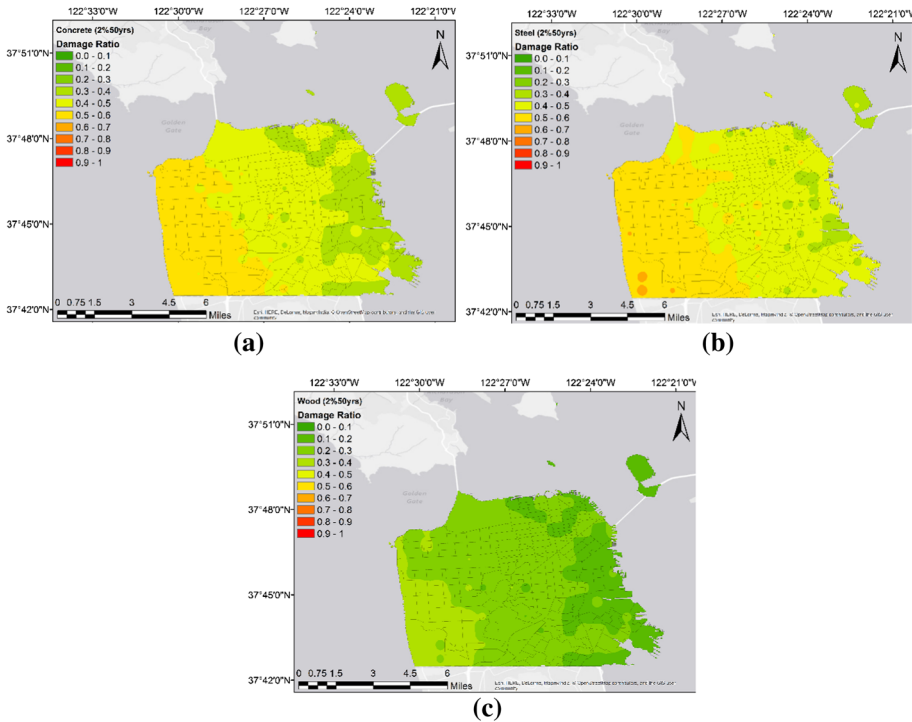 122°33'0"W 122°30'0"W 122°27'0"W 122°24'0"W 122°21'0"W
Concrete (2%50yrs)
Damage Ratio
0.0 - 0.1
0.1 - 0.2
0.2 - 0.3
0.3 - 0.4
0.4 - 0.5
0.5 - 0.6
0.6 - 0.7
0.7 - 0.8
0.8 - 0.9
0.9 - 1
Bay
Golden
Gate
N
37°51'0"N
37°48'0"N
37°45'0"N
37°42'0"N
0 0.75 1.5 3 4.5 6
Miles
(a)
122°33'0"W 122°30'0"W 122°27'0"W 122°24'0"W 122°21'0"W
Steel (2%50yrs)
Damage Ratio
0.0 - 0.1
0.1 - 0.2
0.2 - 0.3
0.3 - 0.4
0.4 - 0.5
0.5 - 0.6
0.6 - 0.7
0.7 - 0.8
0.8 - 0.9
0.9 - 1
Bay
Golden
Gate
N
37°51'0"N
37°48'0"N
37°45'0"N
37°42'0"N
0 0.75 1.5 3 4.5 6
Miles
(b)
122°33'0"W 122°30'0"W 122°27'0"W 122°24'0"W 122°21'0"W
Wood (2%50yrs)
Damage Ratio
0.0 - 0.1
0.1 - 0.2
0.2 - 0.3
0.3 - 0.4
0.4 - 0.5
0.5 - 0.6
0.6 - 0.7
0.7 - 0.8
0.8 - 0.9
0.9 - 1
Bay
Golden
Gate
N
37°51'0"N
37°48'0"N
37°45'0"N
37°42'0"N
0 0.75 1.5 3 4.5 6
Miles
(c)